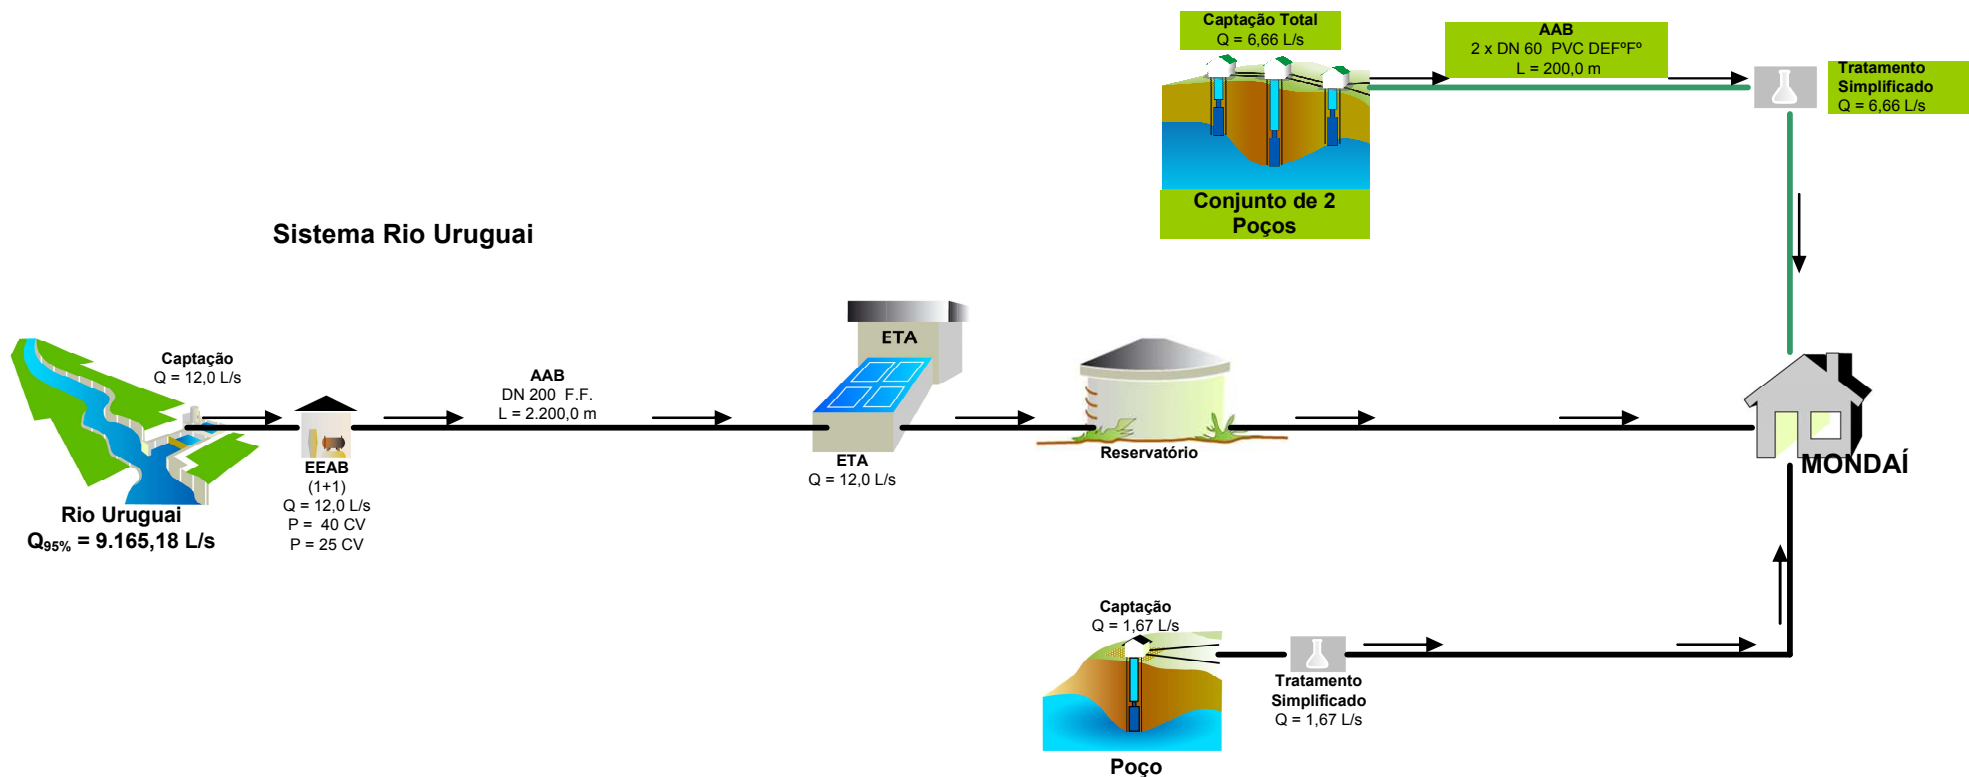 Captação Total
Q = 6,66 L/s
AAB
2 x DN 60 PVC DEFºFº
L = 200,0 m
Tratamento
Simplificado
Q = 6,66 L/s
Conjunto de 2
Poços
Sistema Rio Uruguai
Captação
Q = 12,0 L/s
AAB
DN 200 F.F.
L = 2.200,0 m
ETA
ETA
Q = 12,0 L/s
Reservatório
MONDAÍ
EEAB
(1+1)
Q = 12,0 L/s
P = 40 CV
P = 25 CV
Rio Uruguai
Q95% = 9.165,18 L/s
Captação
Q = 1,67 L/s
Tratamento
Simplificado
Q = 1,67 L/s
Poço